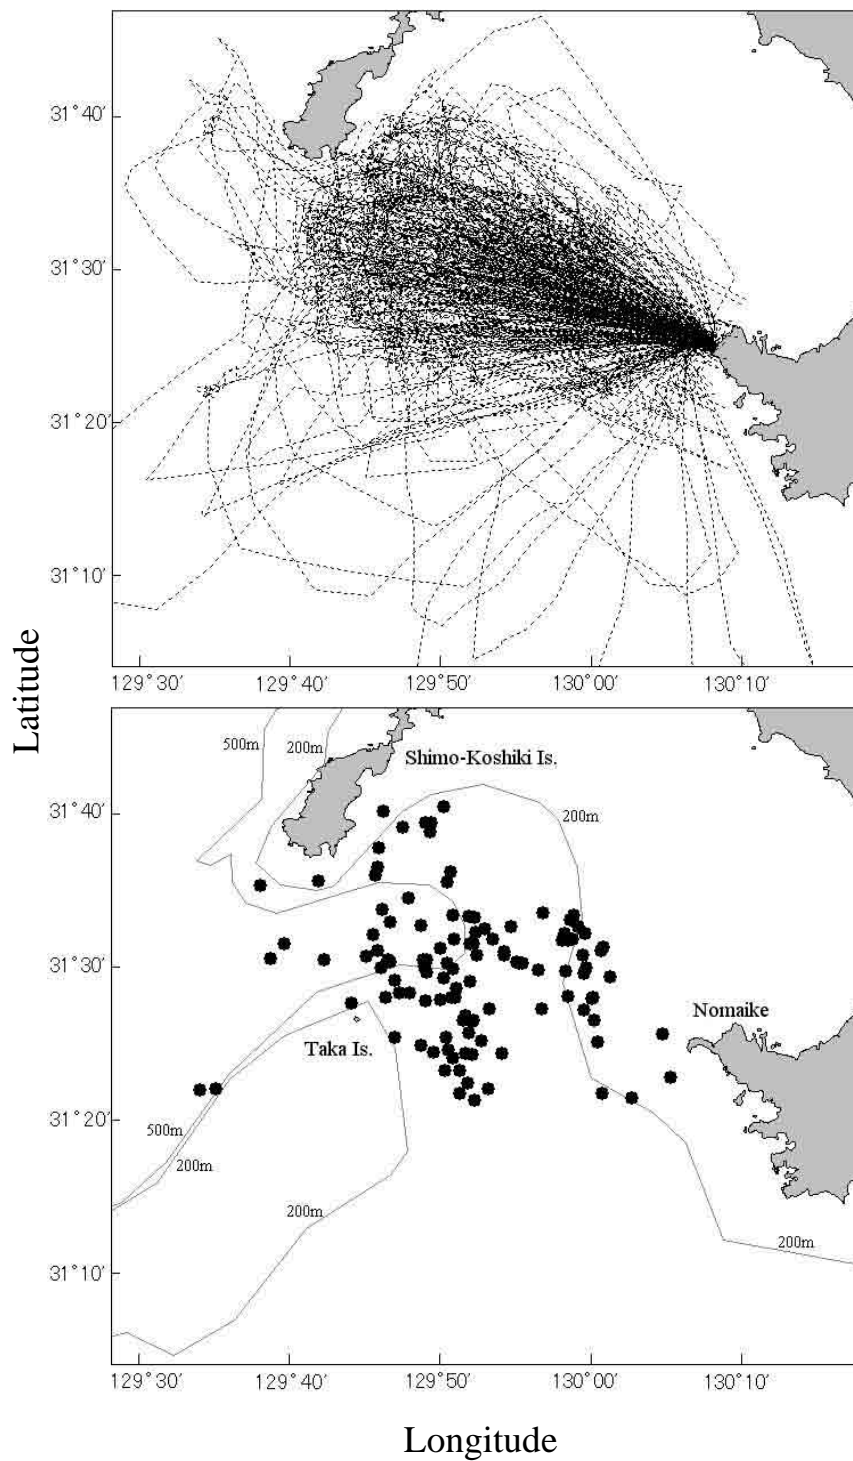 31°40'
31°30'
31°20'
31°10'
129°30' 129°40' 129°50' 130°00' 130°10'
Latitude
500m
200m
Shimo-Koshiki Is.
31°40'
200m
31°30'
Nomaike
Taka Is.
31°20'
500m
200m
200m
200m
31°10'
129°30' 129°40' 129°50' 130°00' 130°10'
Longitude